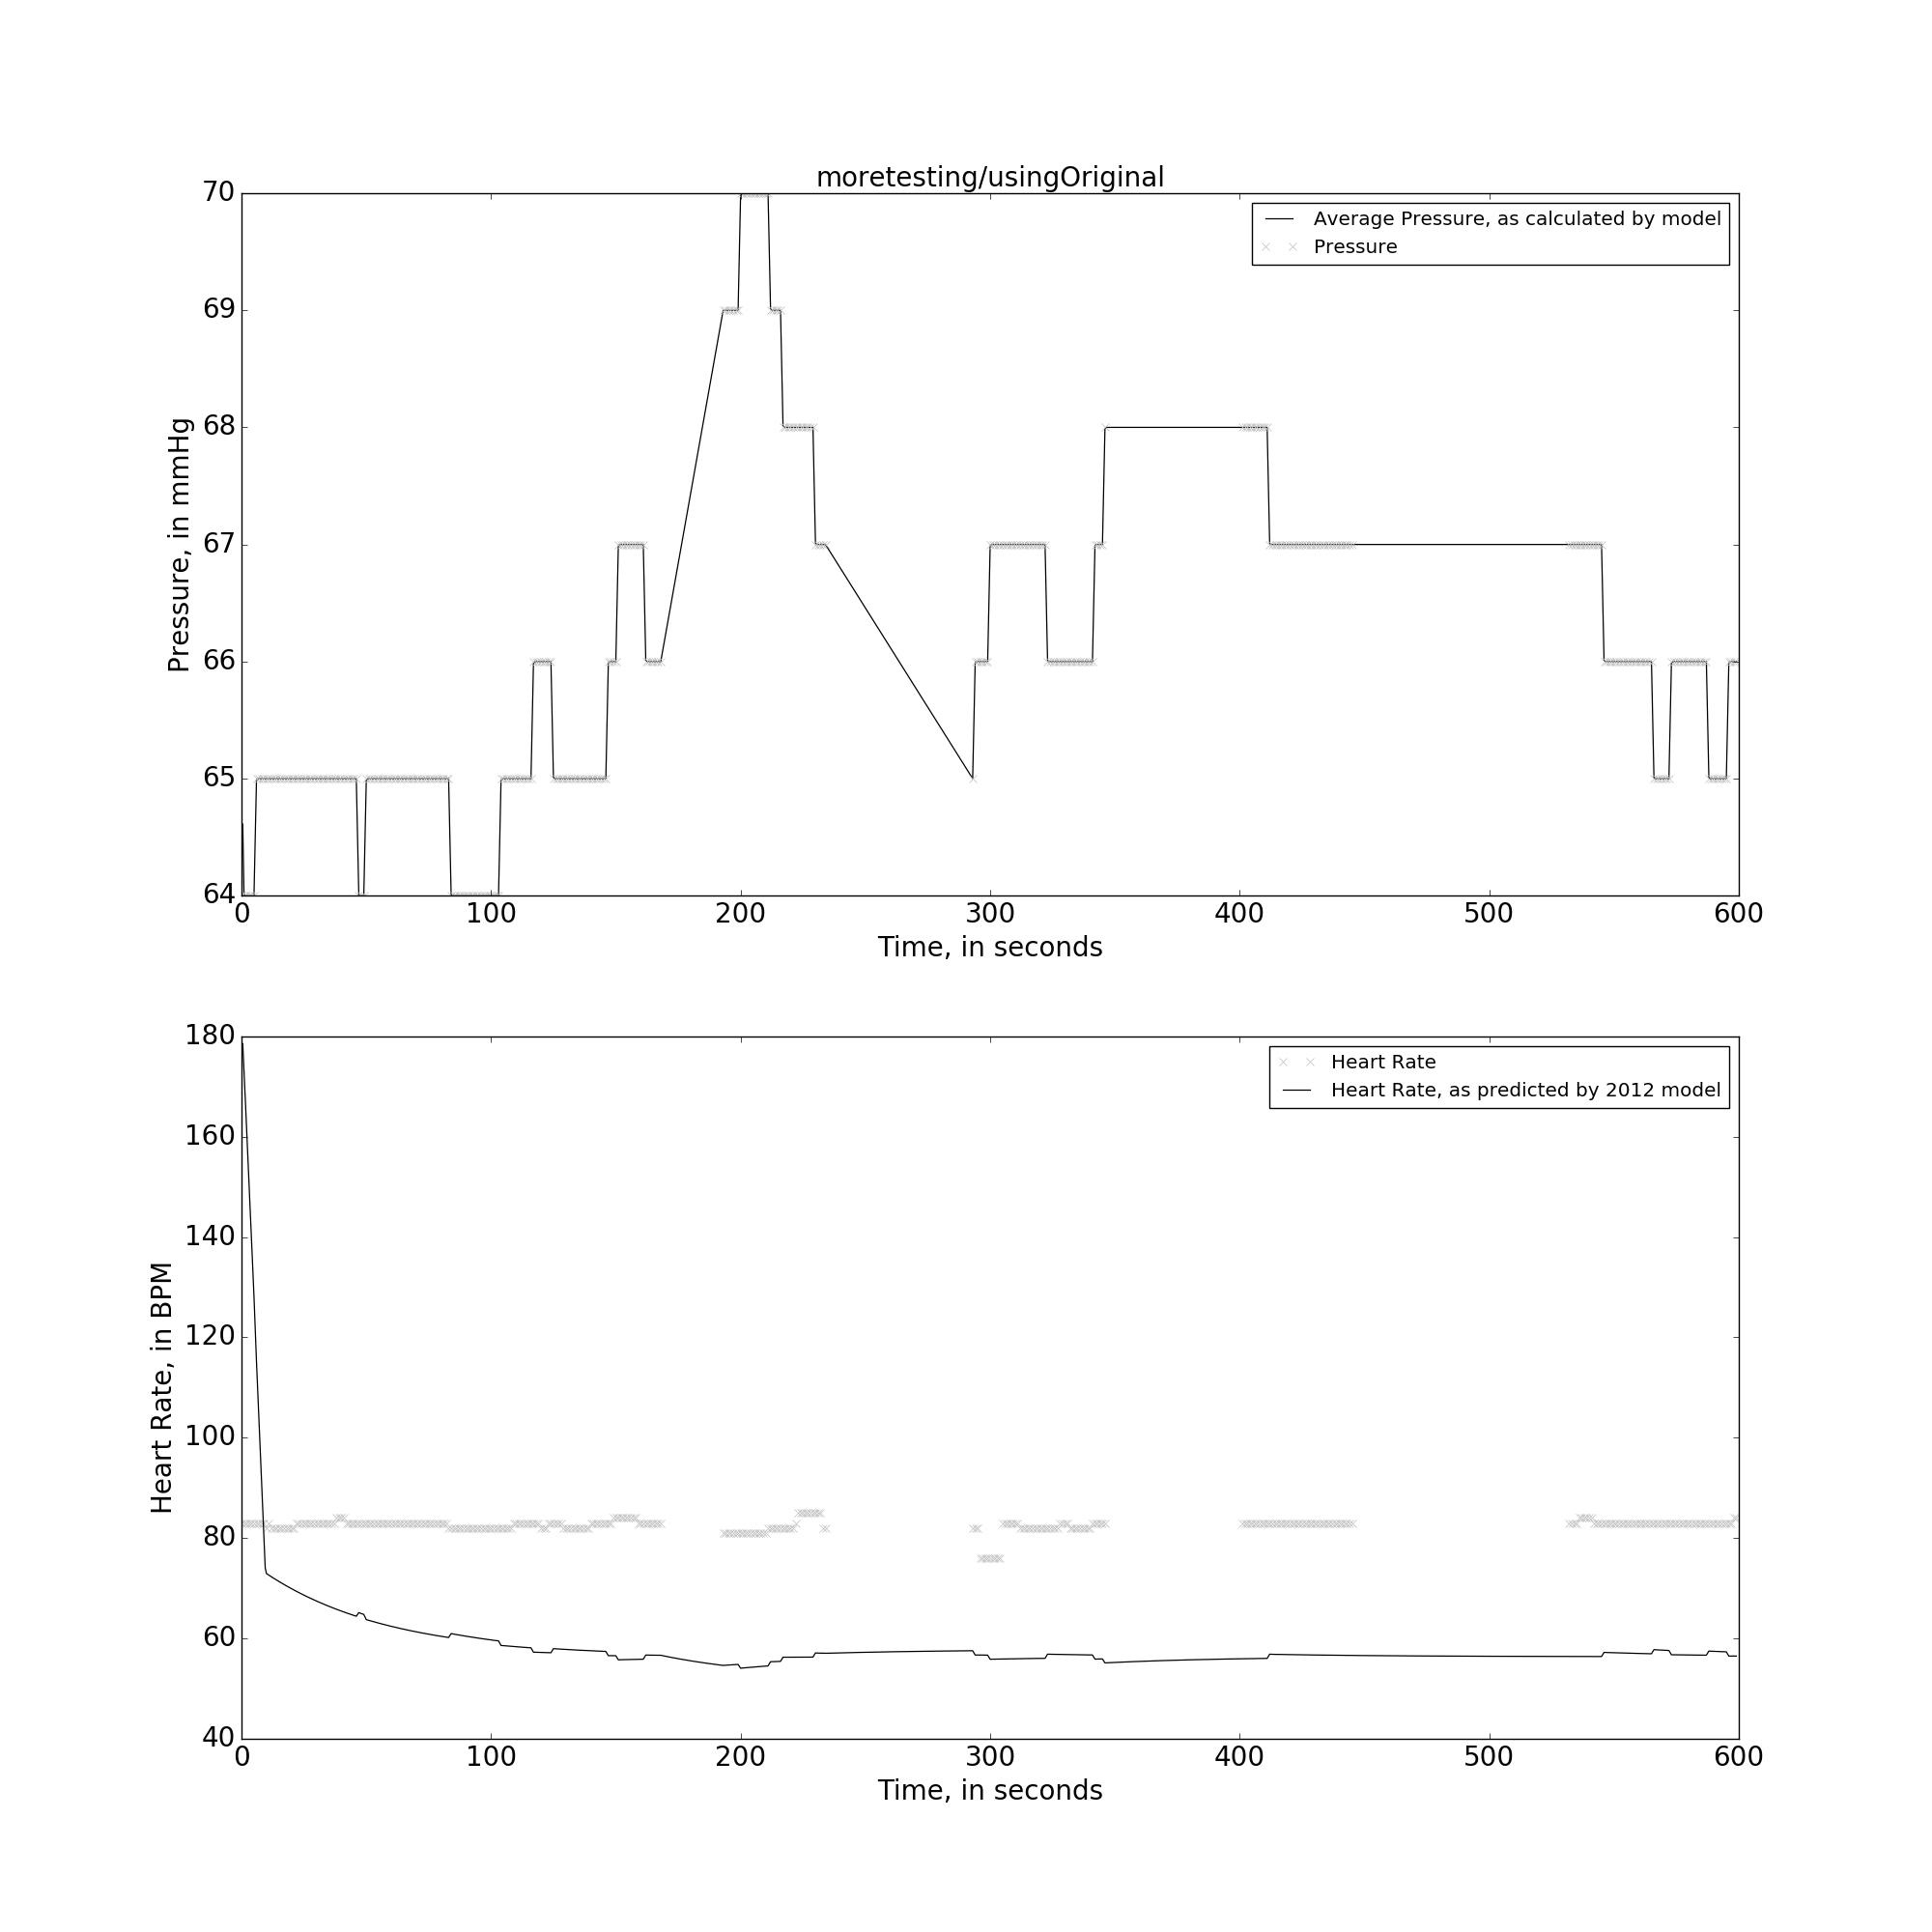 moretesting/usingOriginal
70
69
68
67
66
65
64
Pressure, in mmHg
Average Pressure, as calculated by model
Pressure
0 100 200 300 400 500 600
Time, in seconds
180
160
140
120
100
80
60
40
Heart Rate, in BPM
Heart Rate
Heart Rate, as predicted by 2012 model
0 100 200 300 400 500 600
Time, in seconds